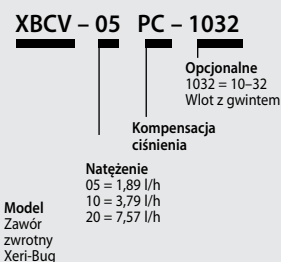 XBCV – 05 PC – 1032
Opcjonalne
1032 = 10–32
Wlot z gwintem
Kompensacja
ciśnienia
Natężenie
05 = 1,89 l/h
10 = 3,79 l/h
20 = 7,57 l/h
Model
Zawór
zwrotny
Xeri-Bug